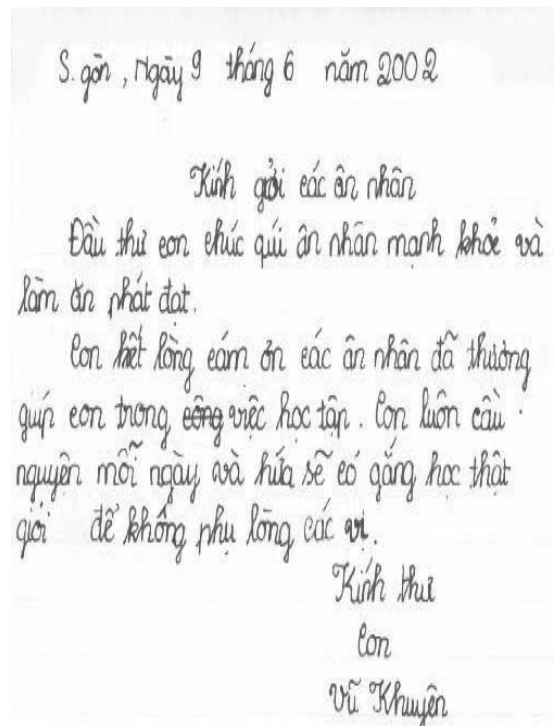 S.gòn, Ngày 9 tháng 6 năm 2002
Kính gởi các ân nhân
Đầu thư con chúc quí ân nhân mạnh khỏe và
làm ăn phát đạt.
Con hết lòng cám ơn các ân nhân đã thương
giúp con trong công việc học tập. Con luôn cầu
nguyện mỗi ngày và hứa sẽ có gắng học thật
giỏi để không phụ lòng các vị.
Kính thư
Con
Vũ Khuyên